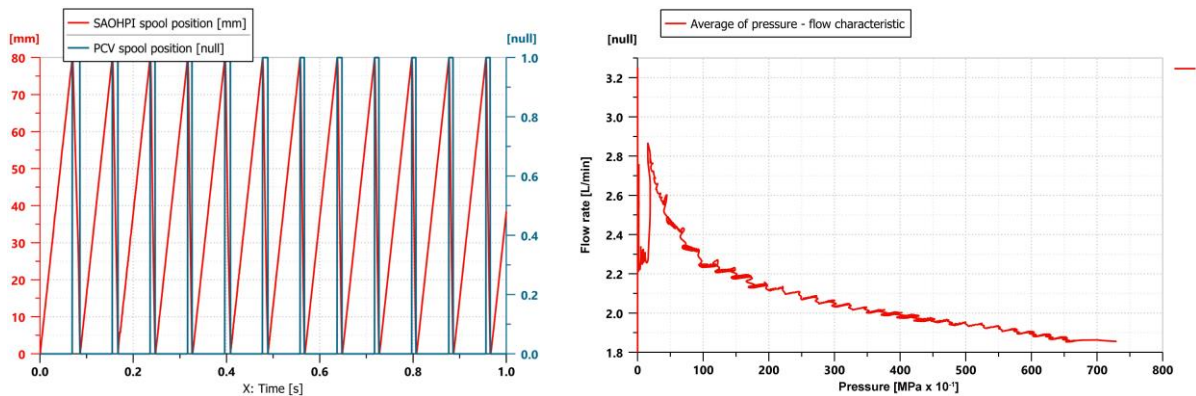 SAOHPI spool position [mm]
PCV spool position [null]
[mm]
[null]
80
70
60
50
40
30
20
10
0
1.0
0.8
0.6
0.4
0.2
0.0
0.0 0.2 0.4 0.6 0.8 1.0
X: Time [s]
Average of pressure - flow characteristic
[null]
Flow rate [L/min]
3.2
3.0
2.8
2.6
2.4
2.2
2.0
1.8
0 100 200 300 400 500 600 700 800
Pressure [MPa x 10⁻¹]